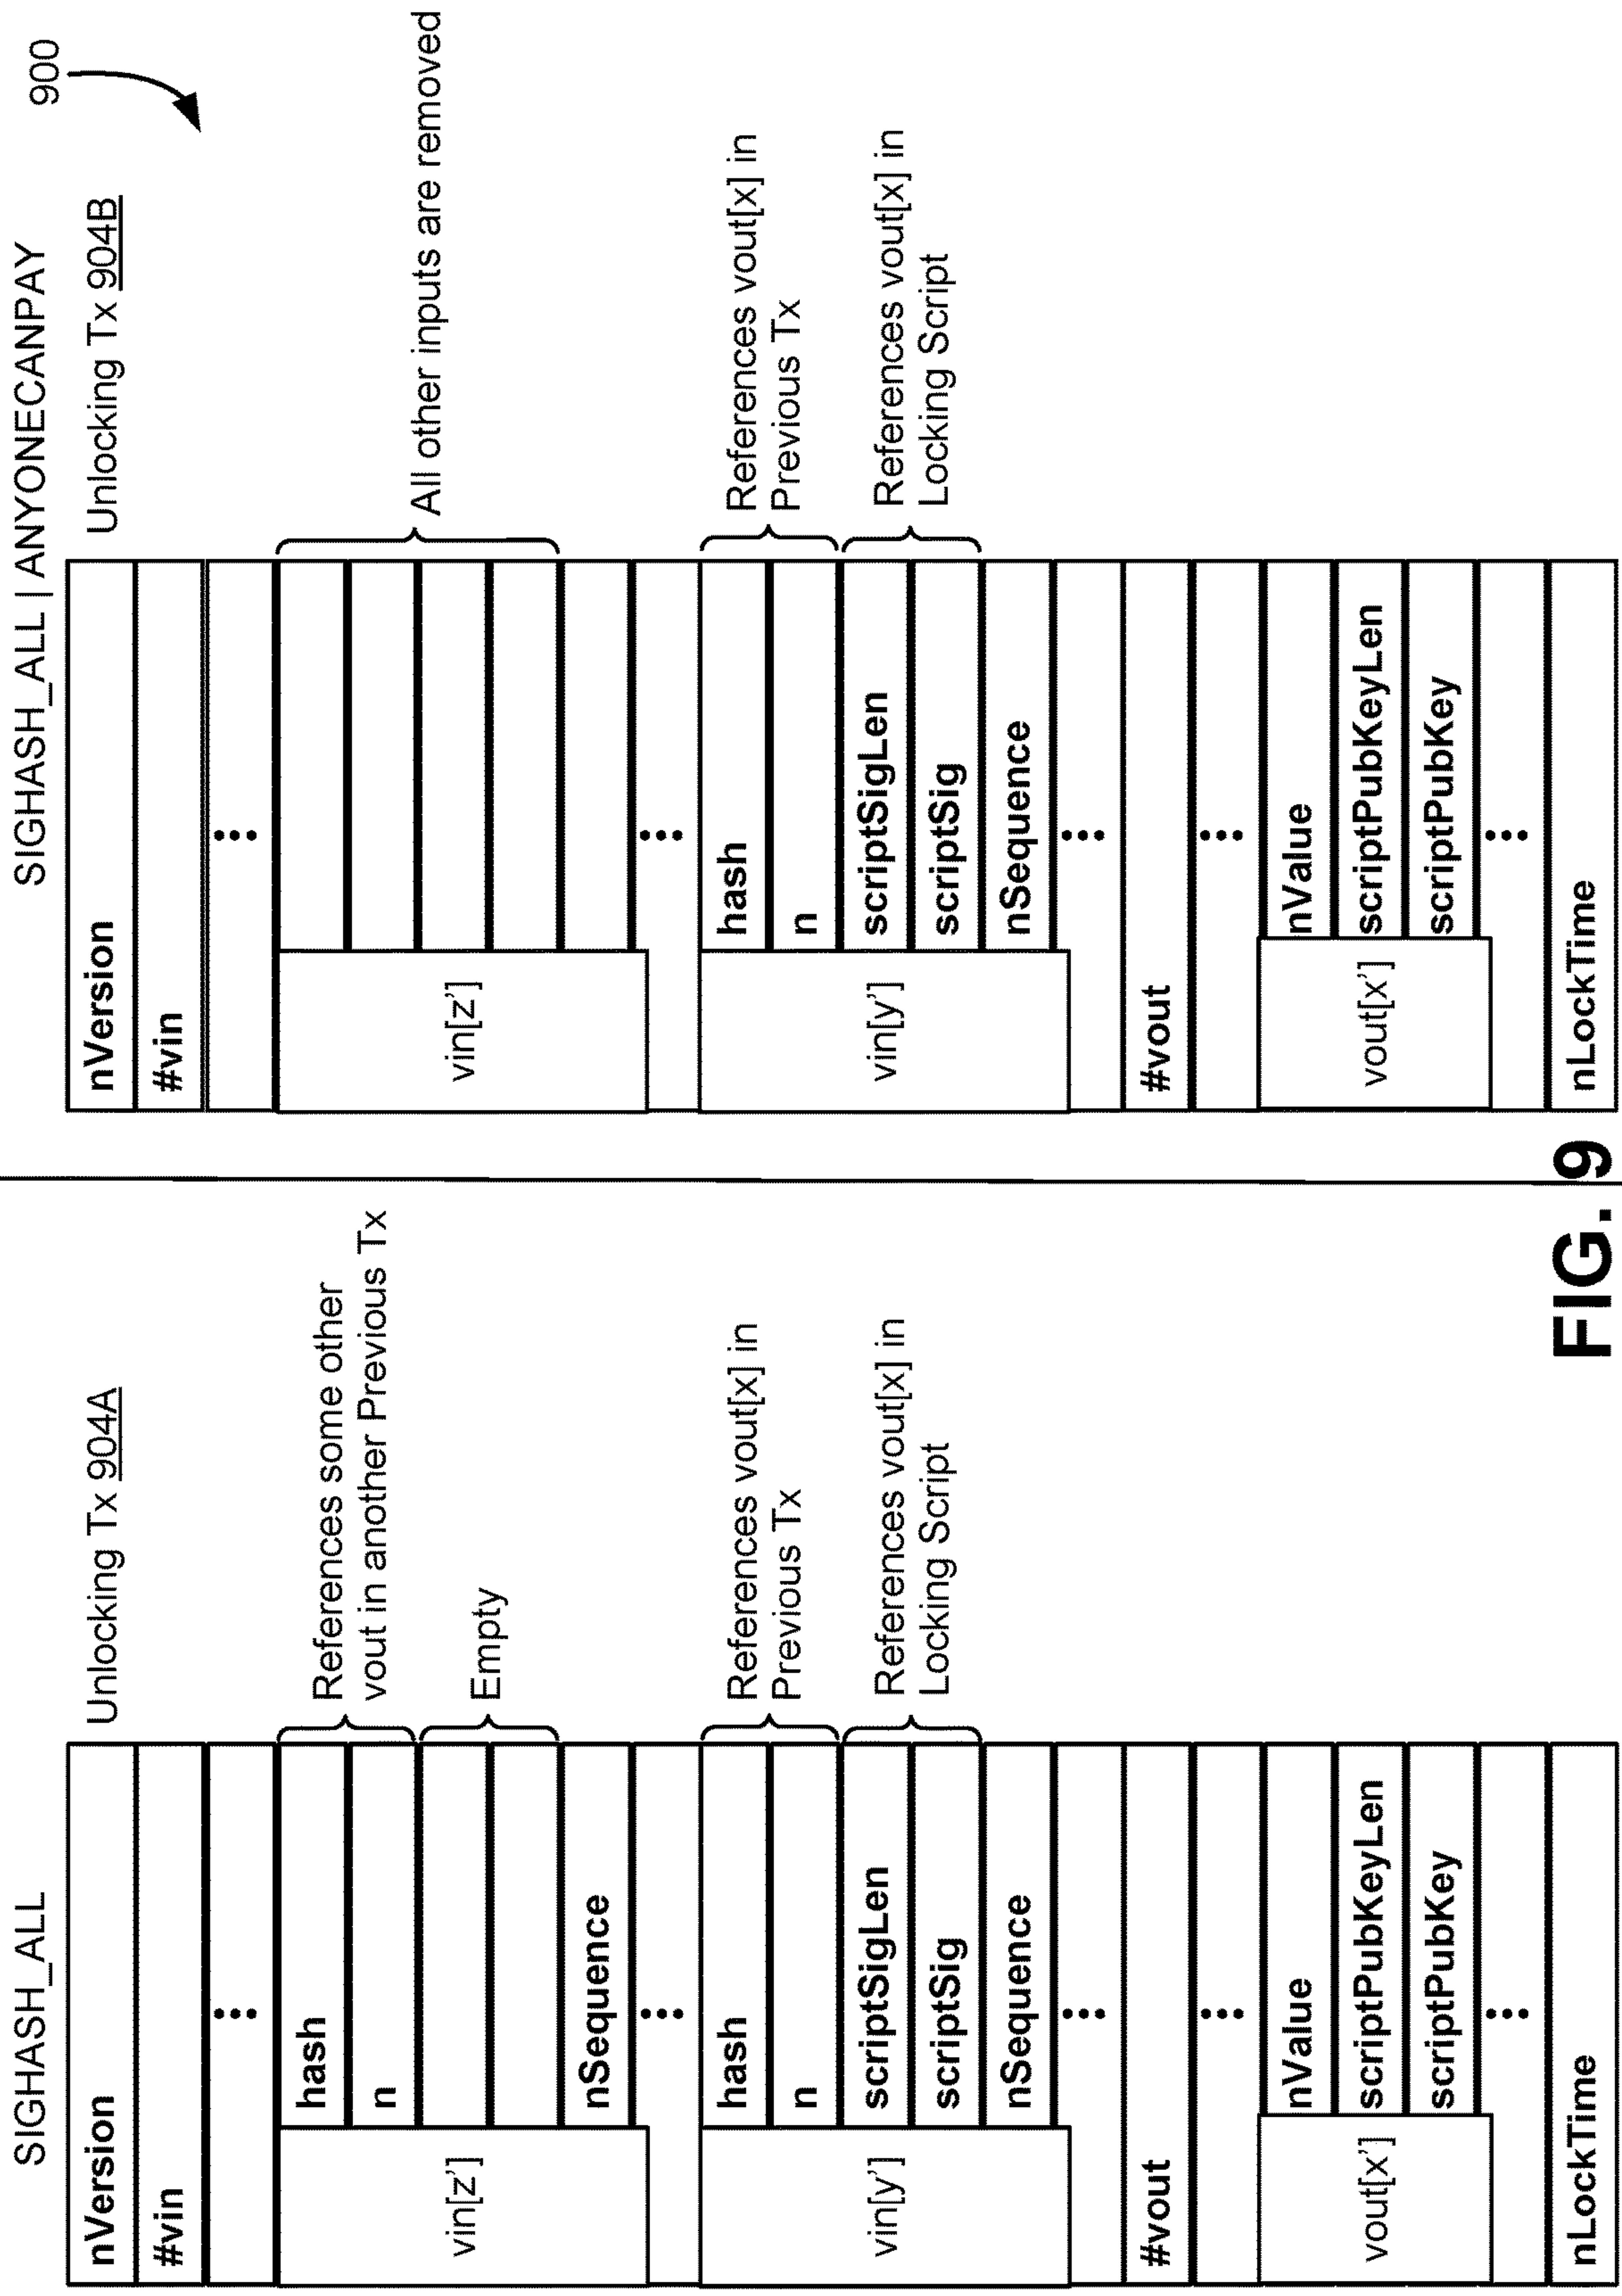 900
SIGHASH_ALL
Unlocking Tx 904A
nVersion
#vin
...
vin[z']
hash
n
nSequence
References some other
vout in another Previous Tx
Empty
...
vin[y']
hash
n
scriptSigLen
scriptSig
nSequence
References vout[x] in
Previous Tx
References vout[x] in
Locking Script
...
#vout
...
vout[x']
nValue
scriptPubKeyLen
scriptPubKey
...
nLockTime
SIGHASH_ALL | ANYONECANPAY
Unlocking Tx 904B
nVersion
#vin
...
vin[z']
All other inputs are removed
...
vin[y']
hash
n
scriptSigLen
scriptSig
nSequence
References vout[x] in
Previous Tx
References vout[x] in
Locking Script
...
#vout
...
vout[x']
nValue
scriptPubKeyLen
scriptPubKey
...
nLockTime
FIG. 9